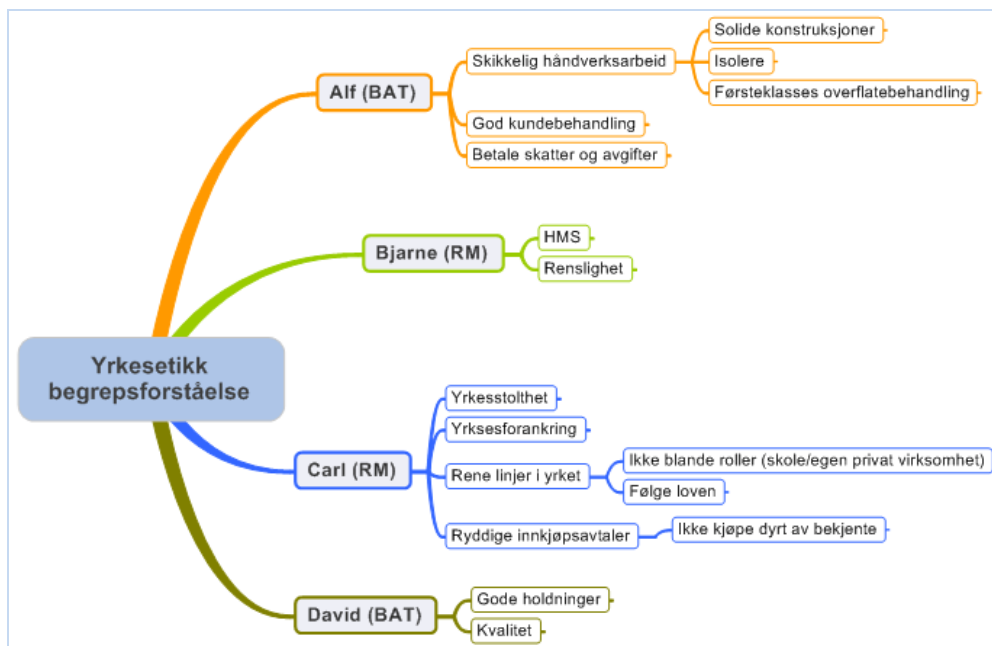 Yrkesetikk
begrepsforståelse
Alf (BAT)
Skikkelig håndverksarbeid
Solide konstruksjoner
Isolere
Førsteklasses overflatebehandling
God kundebehandling
Betale skatter og avgifter
Bjarne (RM)
HMS
Renslighet
Carl (RM)
Yrkesstolthet
Yrksesforankring
Rene linjer i yrket
Ikke blande roller (skole/egen privat virksomhet)
Følge loven
Ryddige innkjøpsavtaler
Ikke kjøpe dyrt av bekjente
David (BAT)
Gode holdninger
Kvalitet